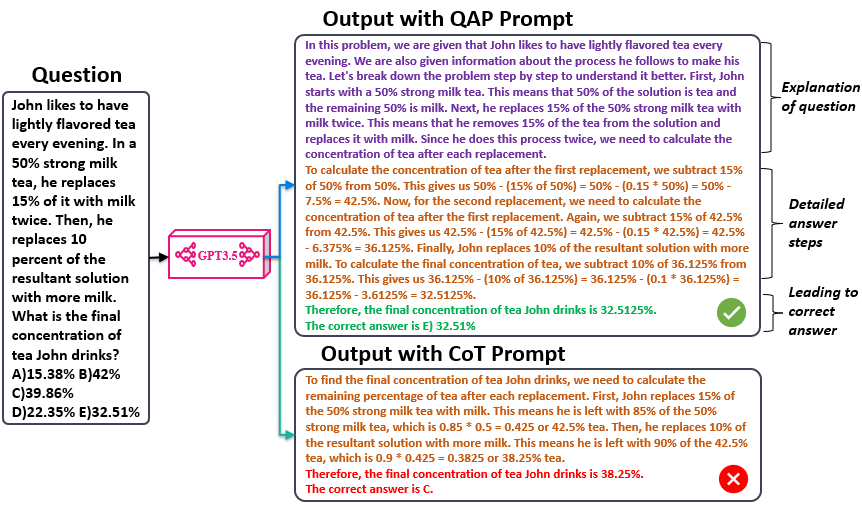 Output with QAP Prompt
In this problem, we are given that John likes to have lightly flavored tea every
evening. We are also given information about the process he follows to make his
tea. Let's break down the problem step by step to understand it better. First, John
starts with a 50% strong milk tea. This means that 50% of the solution is tea and
the remaining 50% is milk. Next, he replaces 15% of the 50% strong milk tea with
milk twice. This means that he removes 15% of the tea from the solution and
replaces it with milk. Since he does this process twice, we need to calculate the
concentration of tea after each replacement.
To calculate the concentration of tea after the first replacement, we subtract 15%
of 50% from 50%. This gives us 50% - (15% of 50%) = 50% - (0.15 * 50%) = 50% -
7.5% = 42.5%. Now, for the second replacement, we need to calculate the
concentration of tea after the first replacement. Again, we subtract 15% of 42.5%
from 42.5%. This gives us 42.5% - (15% of 42.5%) = 42.5% - (0.15 * 42.5%) = 42.5%
- 6.375% = 36.125%. Finally, John replaces 10% of the resultant solution with more
milk. To calculate the final concentration of tea, we subtract 10% of 36.125% from
36.125%. This gives us 36.125% - (10% of 36.125%) = 36.125% - (0.1 * 36.125%) =
36.125% - 3.6125% = 32.5125%.
Therefore, the final concentration of tea John drinks is 32.5125%.
The correct answer is E) 32.51%
Explanation
of question
Detailed
answer
steps
Leading to
correct
answer
Question
John likes to have
lightly flavored tea
every evening. In a
50% strong milk
tea, he replaces
15% of it with milk
twice. Then, he
replaces 10
percent of the
resultant solution
with more milk.
What is the final
concentration of
tea John drinks?
A)15.38% B)42%
C)39.86%
D)22.35% E)32.51%
GPT3.5
Output with CoT Prompt
To find the final concentration of tea John drinks, we need to calculate the
remaining percentage of tea after each replacement. First, John replaces 15% of
the 50% strong milk tea with milk. This means he is left with 85% of the 50%
strong milk tea, which is 0.85 * 0.5 = 0.425 or 42.5% tea. Then, he replaces 10% of
the resultant solution with more milk. This means he is left with 90% of the 42.5%
tea, which is 0.9 * 0.425 = 0.3825 or 38.25% tea.
Therefore, the final concentration of tea John drinks is 38.25%.
The correct answer is C.